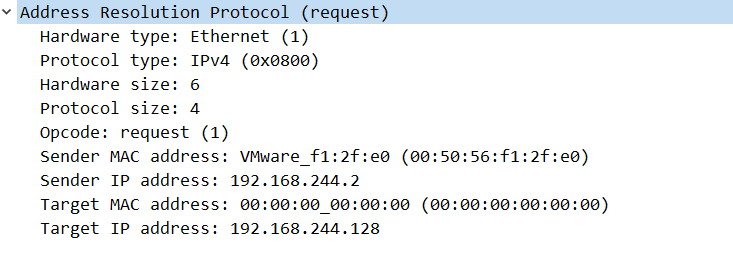 Address Resolution Protocol (request)
Hardware type: Ethernet (1)
Protocol type: IPv4 (0x0800)
Hardware size: 6
Protocol size: 4
Opcode: request (1)
Sender MAC address: VMware_f1:2f:e0 (00:50:56:f1:2f:e0)
Sender IP address: 192.168.244.2
Target MAC address: 00:00:00_00:00:00 (00:00:00:00:00:00)
Target IP address: 192.168.244.128